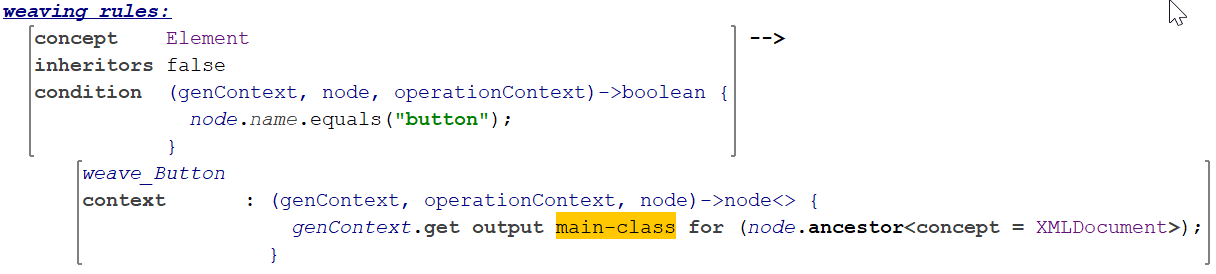 weaving rules:
concept    Element    -->
inheritors false
condition  (genContext, node, operationContext)->boolean {
node.name.equals("button");
}
weave_Button
context      : (genContext, operationContext, node)->node<> {
genContext.get output main-class for (node.ancestor<concept = XMLDocument>);
}